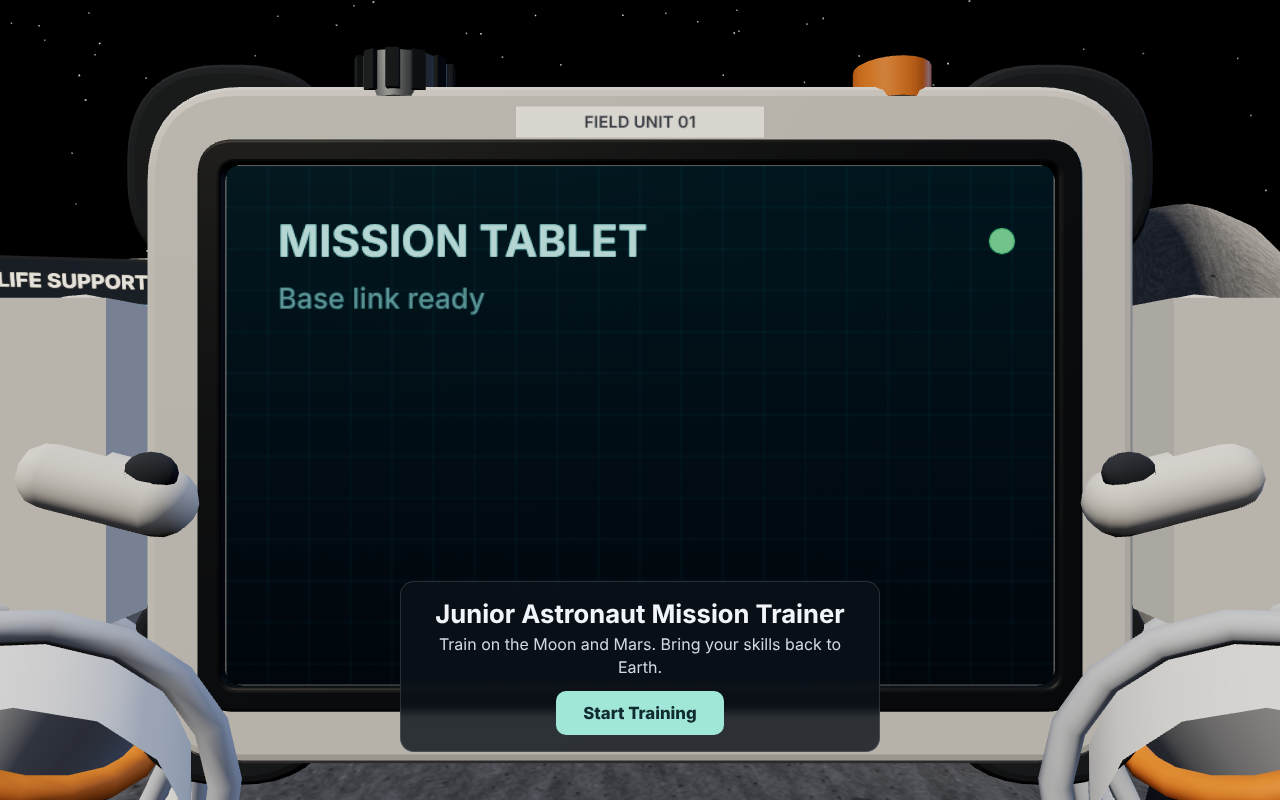 FIELD UNIT 01
MISSION TABLET
Base link ready
LIFE SUPPORT
Junior Astronaut Mission Trainer
Train on the Moon and Mars. Bring your skills back to
Earth.
Start Training